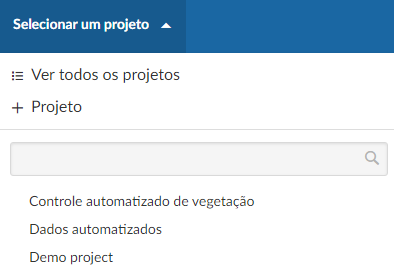 Selecionar um projeto
Ver todos os projetos
Projeto
Controle automatizado de vegetação
Dados automatizados
Demo project